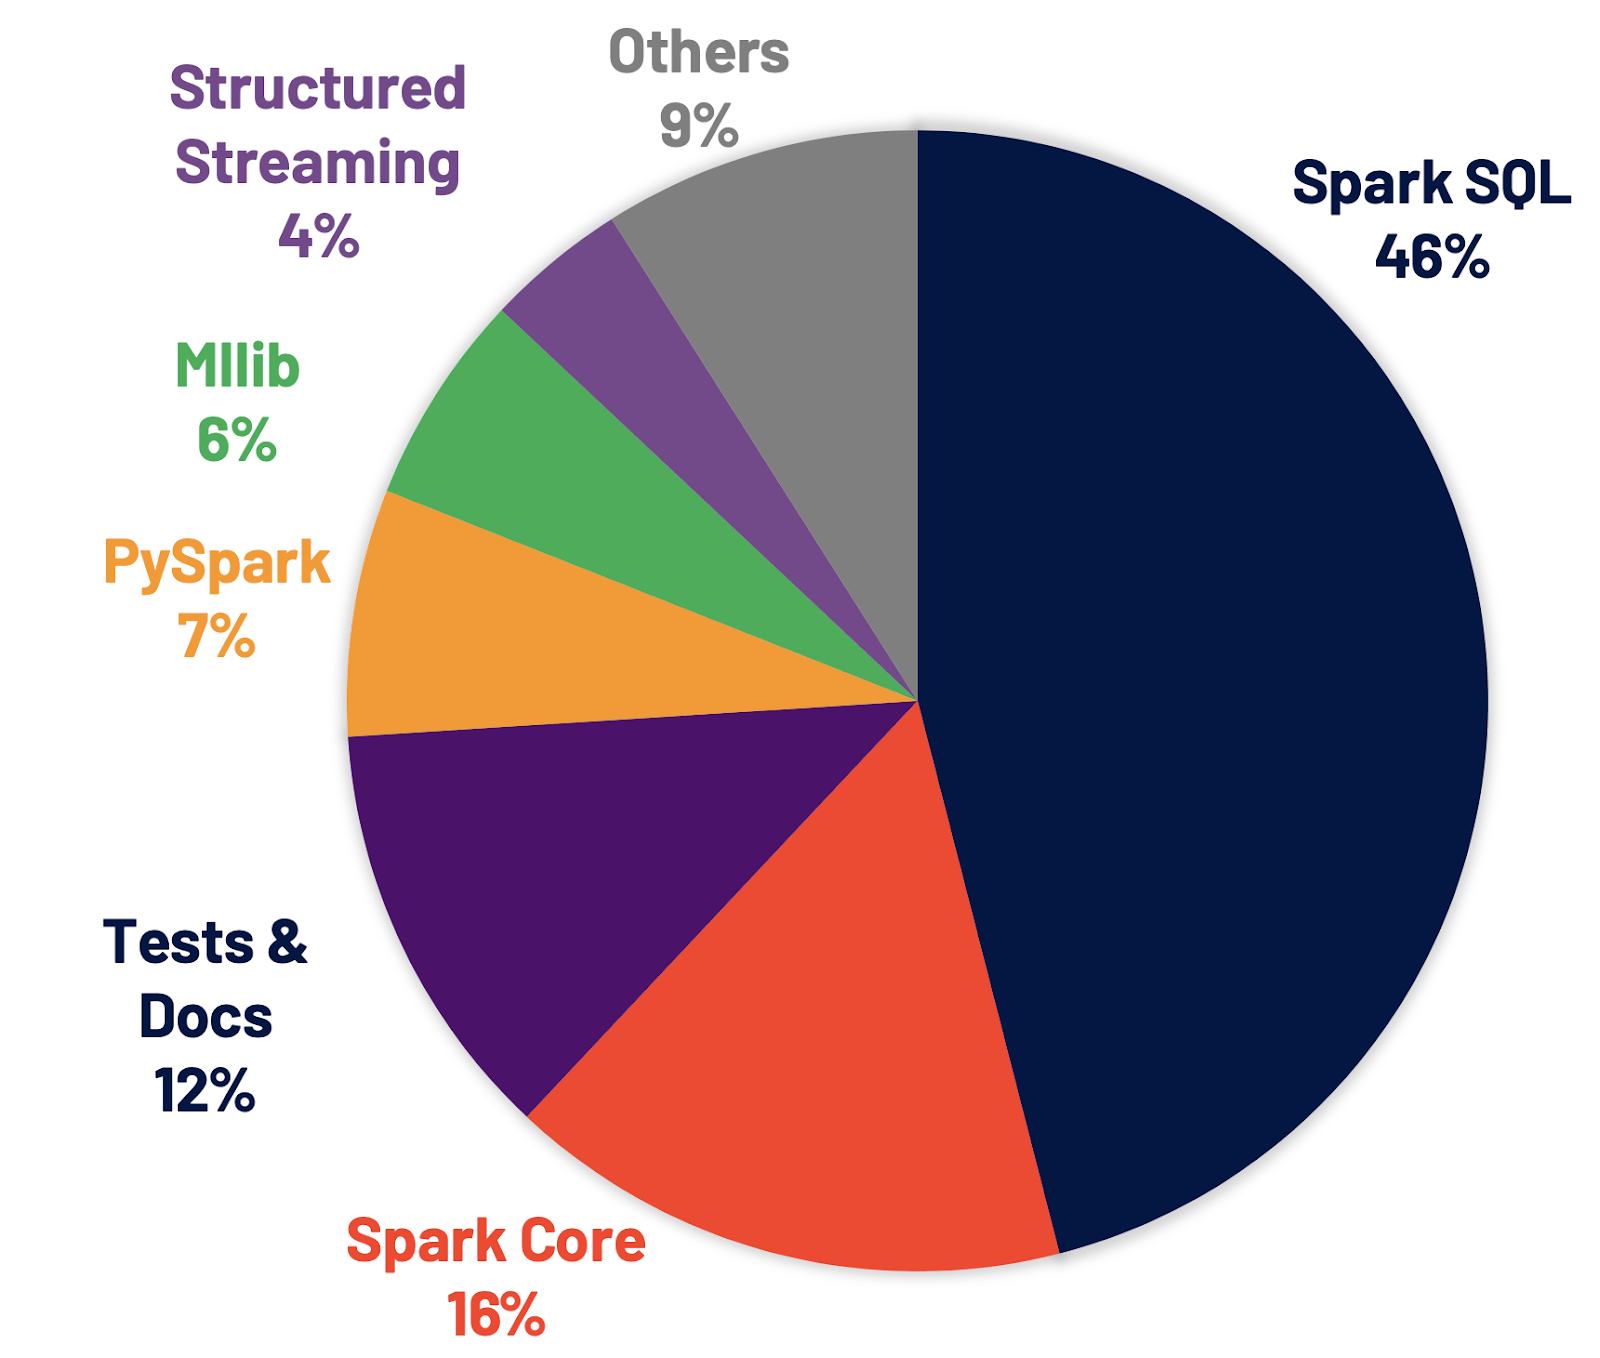 Others
9%
Structured
Streaming
4%
Spark SQL
46%
Mllib
6%
PySpark
7%
Tests &
Docs
12%
Spark Core
16%